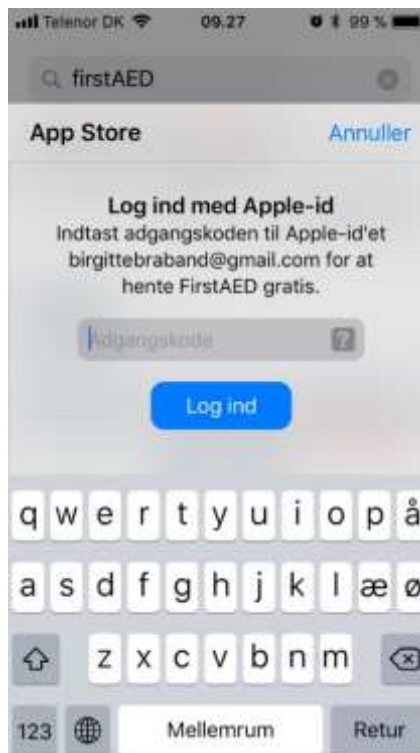 Telenor DK 09.27 99 %
firstAED
App Store Annuller
Log ind med Apple-id
Indtast adgangskoden til Apple-id'et
birgittebraband@gmail.com for at
hente FirstAED gratis.
Adgangskode ?
Log ind
q w e r t y u i o p å
a s d f g h j k l æ ø
z x c v b n m
123 Mellemrum Retur